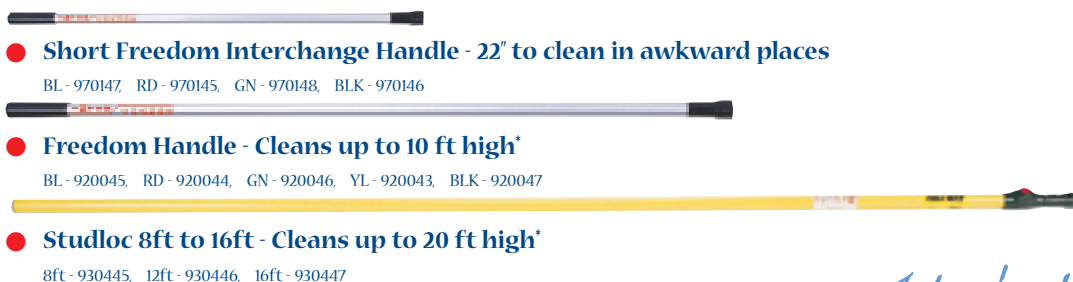 Short Freedom Interchange Handle - 22" to clean in awkward places
BL - 970147, RD - 970145, GN - 970148, BLK - 970146
Freedom Handle - Cleans up to 10 ft high*
BL - 920045, RD - 920044, GN - 920046, YL - 920043, BLK - 920047
Studloc 8ft to 16ft - Cleans up to 20 ft high*
8ft - 930445, 12ft - 930446, 16ft - 930447